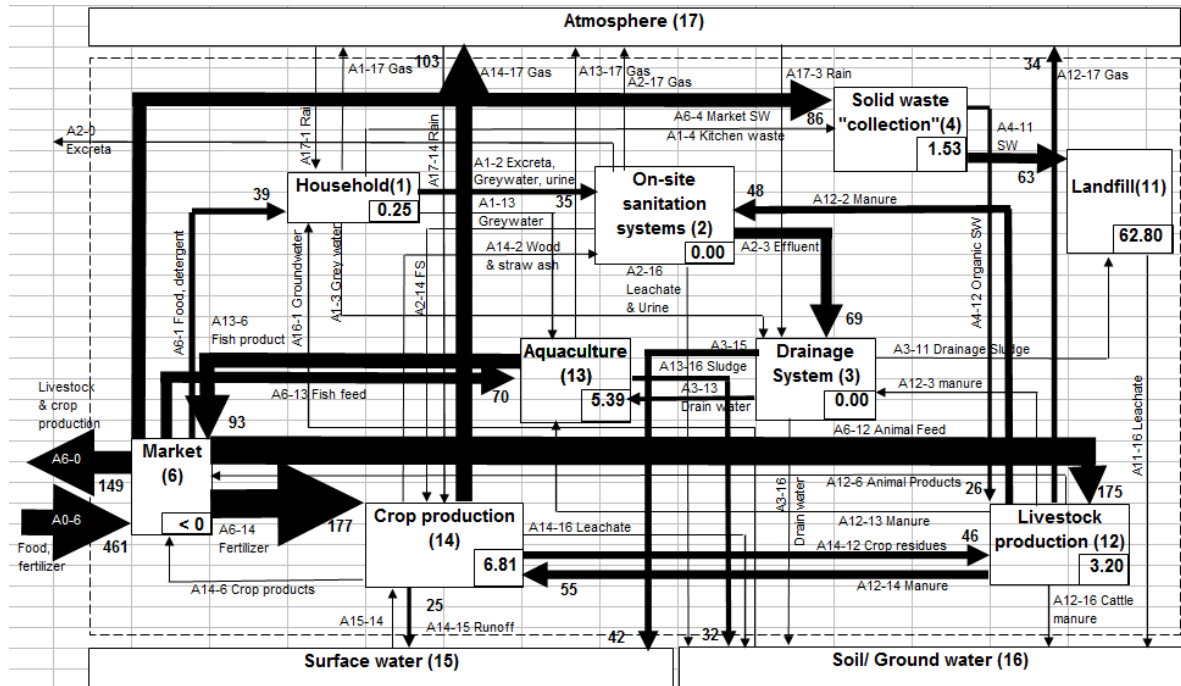 Atmosphere (17)
103
34
A1-17 Gas
A14-17 Gas
A13-17 Gas
A2-17 Gas
A17-3 Rain
A12-17 Gas
A17-1 Rain
A17-14 Rain
A2-0
Excreta
A6-4 Market SW
86
A1-4 Kitchen waste
Solid waste
"collection"(4)
1.53
A4-11
SW
63
Landfill(11)
62.80
39
Household(1)
0.25
A1-2 Excreta,
Greywater, urine
35
A1-13
Greywater
On-site
sanitation
systems (2)
0.00
48
A12-2 Manure
A2-3 Effluent
A14-2 Wood
& straw ash
A2-16
Leachate
& Urine
A6-1 Food, detergent
A16-1 Groundwater
A1-3 Grey water
A2-14 FS
A4-12 Organic SW
69
A13-6
Fish product
Aquaculture
(13)
5.39
A3-15
A13-16 Sludge
A3-13
Drain water
Drainage
System (3)
0.00
A3-11 Drainage Sludge
A12-3 manure
A6-13 Fish feed
70
Livestock
& crop
production
93
A6-12 Animal Feed
A11-16 Leachate
A6-0
149
Market
(6)
< 0
A12-6 Animal Products
26
175
A3-16
Drain water
A0-6
461
Food,
fertilizer
A6-14
Fertilizer
177
Crop production
(14)
6.81
A14-16 Leachate
A12-13 Manure
A14-12 Crop residues
46
Livestock
production (12)
3.20
A14-6 Crop products
55
A12-14 Manure
A15-14
25
A14-15 Runoff
42
32
A12-16 Cattle
manure
Surface water (15)
Soil/ Ground water (16)